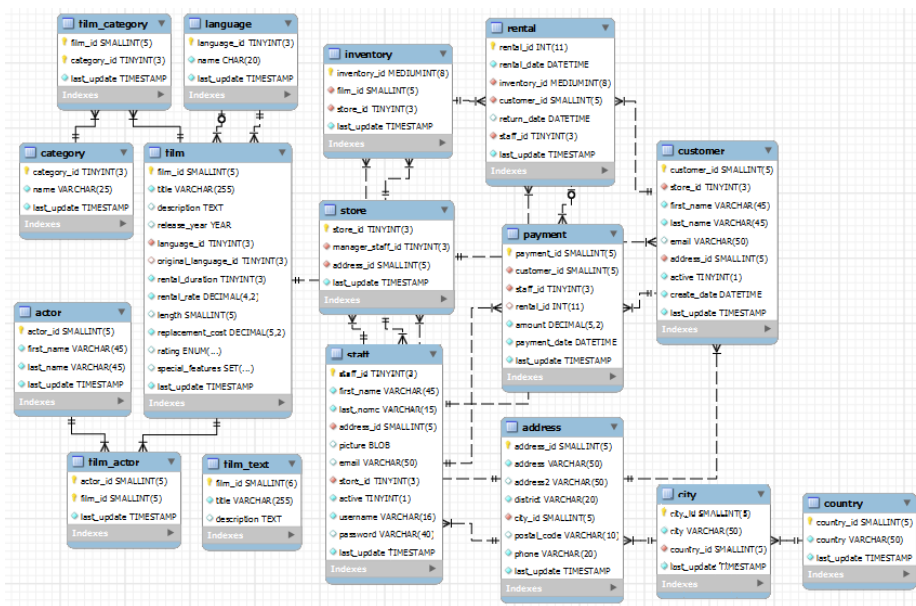 film_category
film_id SMALLINT(5)
category_id TINYINT(3)
last_update TIMESTAMP
Indexes
language
language_id TINYINT(3)
name CHAR(20)
last_update TIMESTAMP
Indexes
inventory
inventory_id MEDIUMINT(8)
film_id SMALLINT(5)
store_id TINYINT(3)
last_update TIMESTAMP
Indexes
rental
rental_id INT(11)
rental_date DATETIME
inventory_id MEDIUMINT(8)
customer_id SMALLINT(5)
return_date DATETIME
staff_id TINYINT(3)
last_update TIMESTAMP
Indexes
category
category_id TINYINT(3)
name VARCHAR(25)
last_update TIMESTAMP
Indexes
film
film_id SMALLINT(5)
title VARCHAR(255)
description TEXT
release_year YEAR
language_id TINYINT(3)
original_language_id TINYINT(3)
rental_duration TINYINT(3)
rental_rate DECIMAL(4,2)
length SMALLINT(5)
replacement_cost DECIMAL(5,2)
rating ENUM(...)
special_features SET(...)
last_update TIMESTAMP
Indexes
store
store_id TINYINT(3)
manager_staff_id TINYINT(3)
address_id SMALLINT(5)
last_update TIMESTAMP
Indexes
customer
customer_id SMALLINT(5)
store_id TINYINT(3)
first_name VARCHAR(45)
last_name VARCHAR(45)
email VARCHAR(50)
address_id SMALLINT(5)
active TINYINT(1)
create_date DATETIME
last_update TIMESTAMP
Indexes
payment
payment_id SMALLINT(5)
customer_id SMALLINT(5)
staff_id TINYINT(3)
rental_id INT(11)
amount DECIMAL(5,2)
payment_date DATETIME
last_update TIMESTAMP
Indexes
actor
actor_id SMALLINT(5)
first_name VARCHAR(45)
last_name VARCHAR(45)
last_update TIMESTAMP
Indexes
staff
staff_id TINYINT(3)
first_name VARCHAR(45)
last_name VARCHAR(45)
address_id SMALLINT(5)
picture BLOB
email VARCHAR(50)
store_id TINYINT(3)
active TINYINT(1)
username VARCHAR(16)
password VARCHAR(40)
last_update TIMESTAMP
Indexes
address
address_id SMALLINT(5)
address VARCHAR(50)
address2 VARCHAR(50)
district VARCHAR(20)
city_id SMALLINT(5)
postal_code VARCHAR(10)
phone VARCHAR(20)
last_update TIMESTAMP
Indexes
film_actor
actor_id SMALLINT(5)
film_id SMALLINT(5)
last_update TIMESTAMP
Indexes
film_text
film_id SMALLINT(6)
title VARCHAR(255)
description TEXT
Indexes
city
city_id SMALLINT(5)
city VARCHAR(50)
country_id SMALLINT(5)
last_update TIMESTAMP
Indexes
country
country_id SMALLINT(5)
country VARCHAR(50)
last_update TIMESTAMP
Indexes